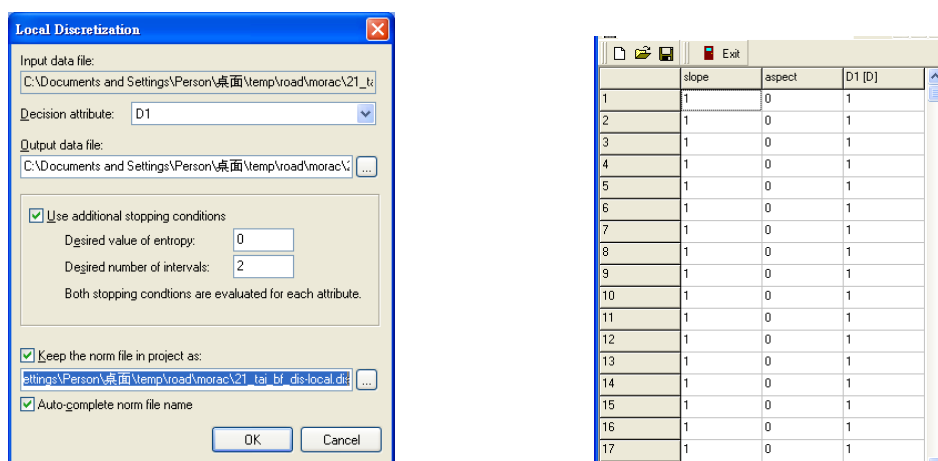 Local Discretization
Input data file:
C:\Documents and Settings\Person\桌面\temp\road\morac\21_ta
Decision attribute: D1
Output data file:
C:\Documents and Settings\Person\桌面\temp\road\morac\2 ...
Use additional stopping conditions
Desired value of entropy: 0
Desired number of intervals: 2
Both stopping condtions are evaluated for each attribute.
Keep the norm file in project as:
ettings\Person\桌面\temp\road\morac\21_tai_bf_dis-local.dis ...
Auto-complete norm file name
OK Cancel
Exit
slope aspect D1 [D]
1 1 0 1
2 1 0 1
3 1 0 1
4 1 0 1
5 1 0 1
6 1 0 1
7 1 0 1
8 1 0 1
9 1 0 1
10 1 0 1
11 1 0 1
12 1 0 1
13 1 0 1
14 1 0 1
15 1 0 1
16 1 0 1
17 1 0 1